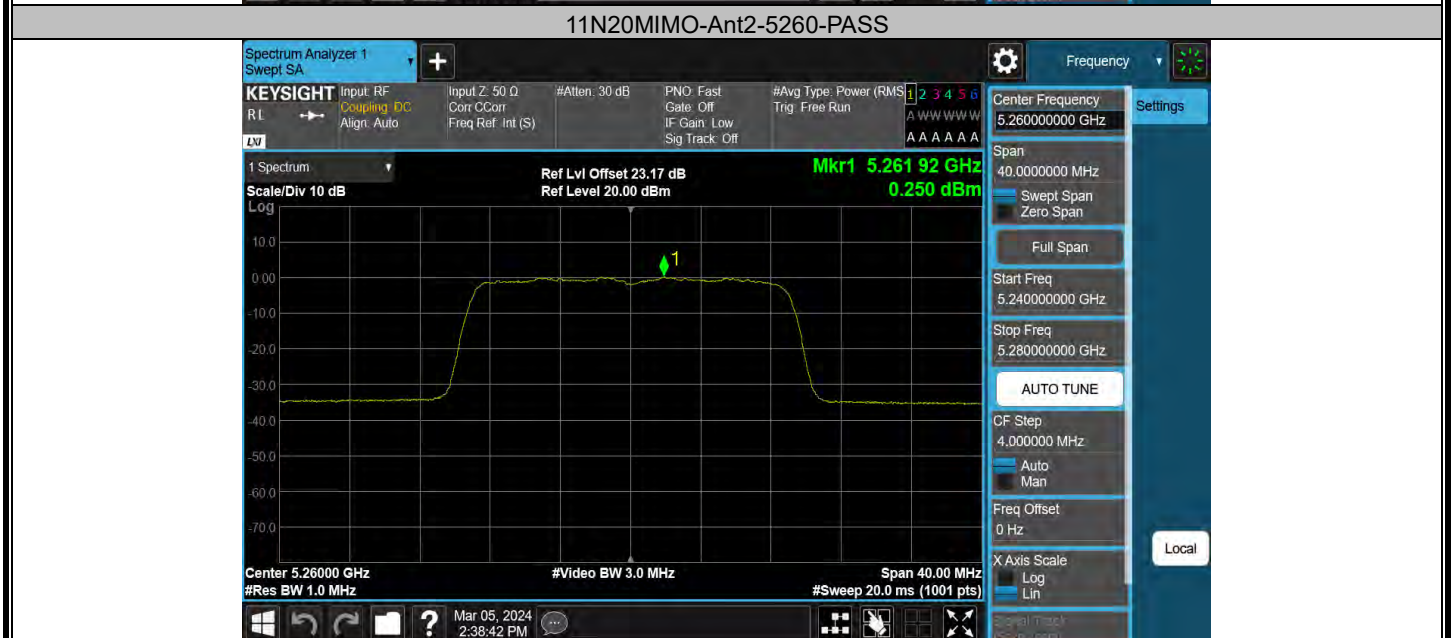 11N20MIMO-Ant2-5260-PASS
Spectrum Analyzer 1
Swept SA
+
Frequency
KEYSIGHT
RL
LXI
Input: RF
Coupling: DC
Align: Auto
Input Z: 50 Ω
Corr CCorr
Freq Ref: Int (S)
#Atten: 30 dB
PNO: Fast
Gate: Off
IF Gain: Low
Sig Track: Off
#Avg Type: Power (RMS
Trig: Free Run
1 2 3 4 5 6
A WW WW W
A A A A A A
1 Spectrum
Scale/Div 10 dB
Log
Ref Lvl Offset 23.17 dB
Ref Level 20.00 dBm
Mkr1 5.261 92 GHz
0.250 dBm
10.0
0.00
-10.0
-20.0
-30.0
-40.0
-50.0
-60.0
-70.0
1
Center 5.26000 GHz
#Res BW 1.0 MHz
#Video BW 3.0 MHz
Span 40.00 MHz
#Sweep 20.0 ms (1001 pts)
Center Frequency
5.260000000 GHz
Settings
Span
40.0000000 MHz
Swept Span
Zero Span
Full Span
Start Freq
5.240000000 GHz
Stop Freq
5.280000000 GHz
AUTO TUNE
CF Step
4.000000 MHz
Auto
Man
Freq Offset
0 Hz
X Axis Scale
Log
Lin
Local
Signal Track
?
Mar 05, 2024
2:38:42 PM